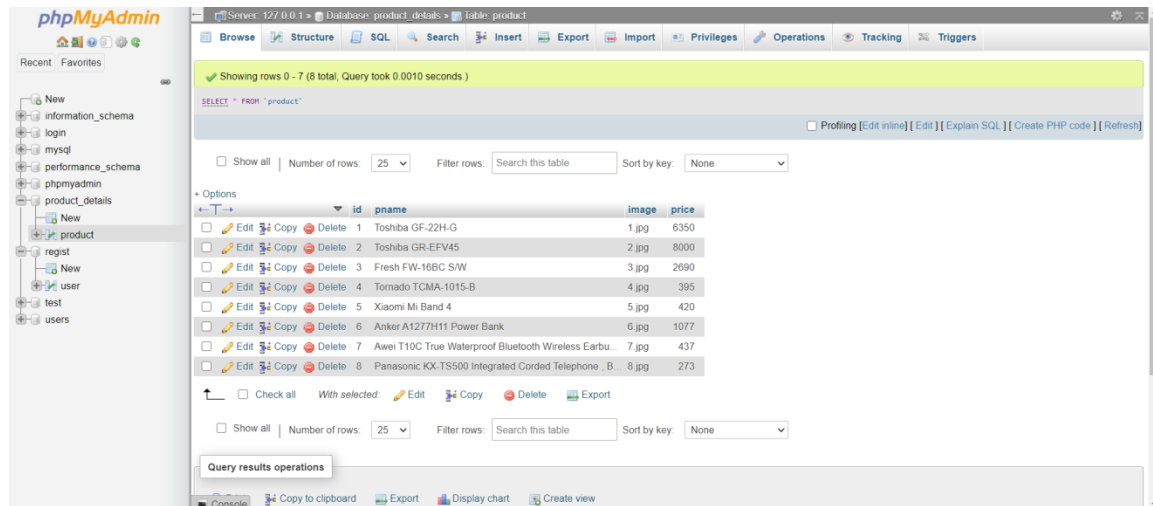 phpMyAdmin
Recent Favorites
New
information_schema
login
mysql
performance_schema
phpmyadmin
product_details
New
product
regist
New
user
test
users
Server: 127.0.0.1 » Database: product_details » Table: product
Browse Structure SQL Search Insert Export Import Privileges Operations Tracking Triggers
Showing rows 0 - 7 (8 total, Query took 0.0010 seconds.)
SELECT * FROM `product`
Profiling [Edit inline] [ Edit ] [ Explain SQL ] [ Create PHP code ] [ Refresh]
Show all | Number of rows: 25 Filter rows: Search this table Sort by key: None
+ Options
←T→ id pname image price
Edit Copy Delete 1 Toshiba GF-22H-G 1.jpg 6350
Edit Copy Delete 2 Toshiba GR-EFV45 2.jpg 8000
Edit Copy Delete 3 Fresh FW-16BC S/W 3.jpg 2690
Edit Copy Delete 4 Tornado TCMA-1015-B 4.jpg 395
Edit Copy Delete 5 Xiaomi Mi Band 4 5.jpg 420
Edit Copy Delete 6 Anker A1277H11 Power Bank 6.jpg 1077
Edit Copy Delete 7 Awei T10C True Waterproof Bluetooth Wireless Earbu... 7.jpg 437
Edit Copy Delete 8 Panasonic KX-TS500 Integrated Corded Telephone , B... 8.jpg 273
Check all With selected: Edit Copy Delete Export
Show all | Number of rows: 25 Filter rows: Search this table Sort by key: None
Query results operations
Copy to clipboard Export Display chart Create view
Console